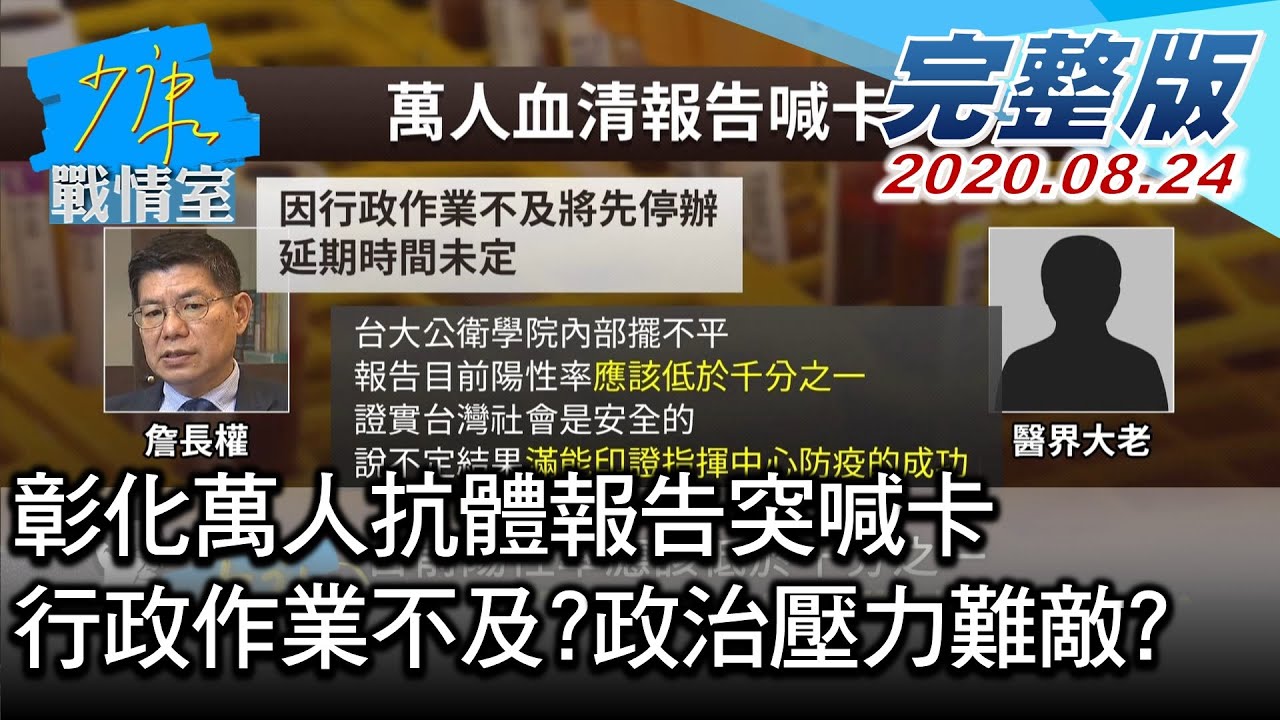 少康
戰情室
萬人血清報告喊卡
完整版
2020.08.24
因行政作業不及將先停辦
延期時間未定
台大公衛學院內部擺不平
報告目前陽性率應該低於千分之一
證實台灣社會是安全的
說不定結果滿能印證指揮中心防疫的成功
詹長權
醫界大老
彰化萬人抗體報告突喊卡
行政作業不及?政治壓力難敵?